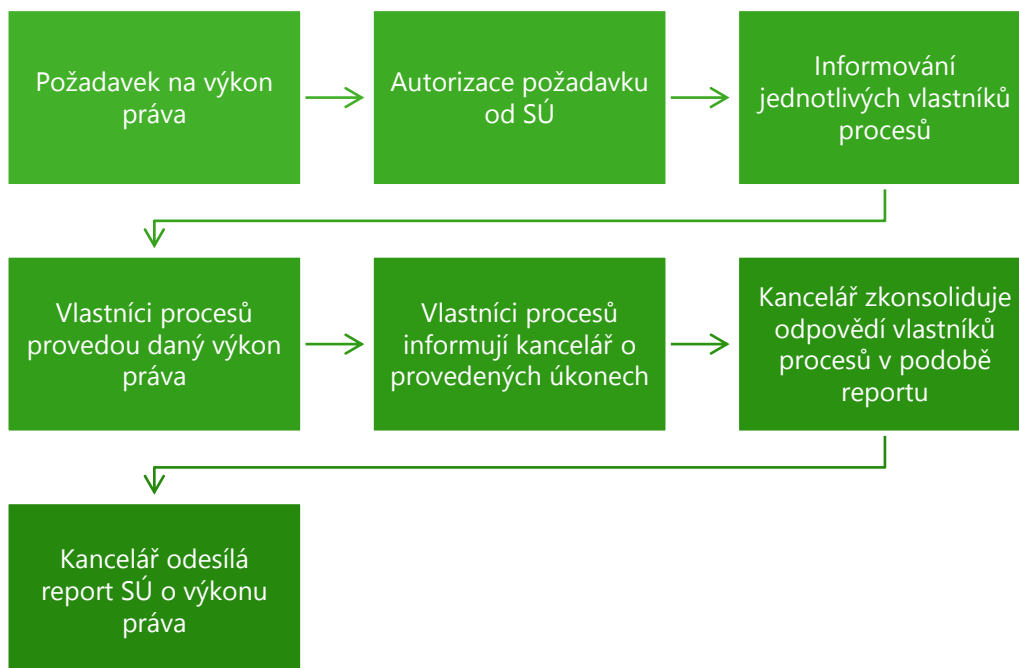 Požadavek na výkon
práva
Autorizace požadavku
od SÚ
Informování
jednotlivých vlastníků
procesů
Vlastníci procesů
provedou daný výkon
práva
Vlastníci procesů
informují kancelář o
provedených úkonech
Kancelář zkonsoliduje
odpovědí vlastníků
procesů v podobě
reportu
Kancelář odesílá
report SÚ o výkonu
práva